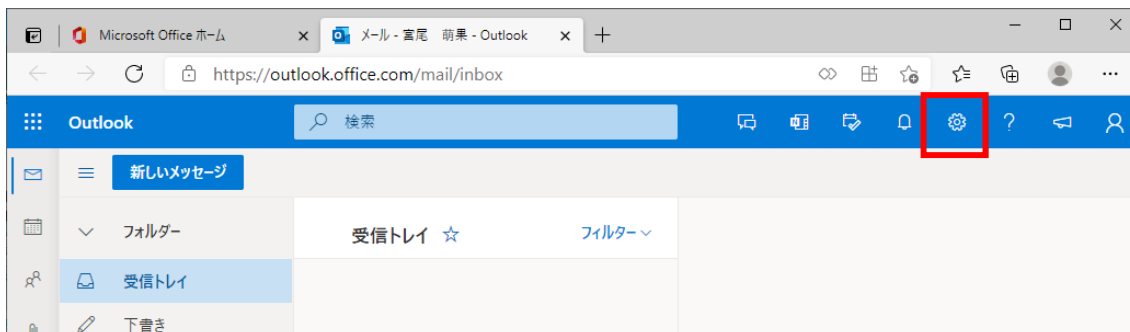 Microsoft Office ホーム
メール - 宮尾　萌果 - Outlook
https://outlook.office.com/mail/inbox
Outlook
検索
新しいメッセージ
フォルダー
受信トレイ
フィルター
受信トレイ
下書き